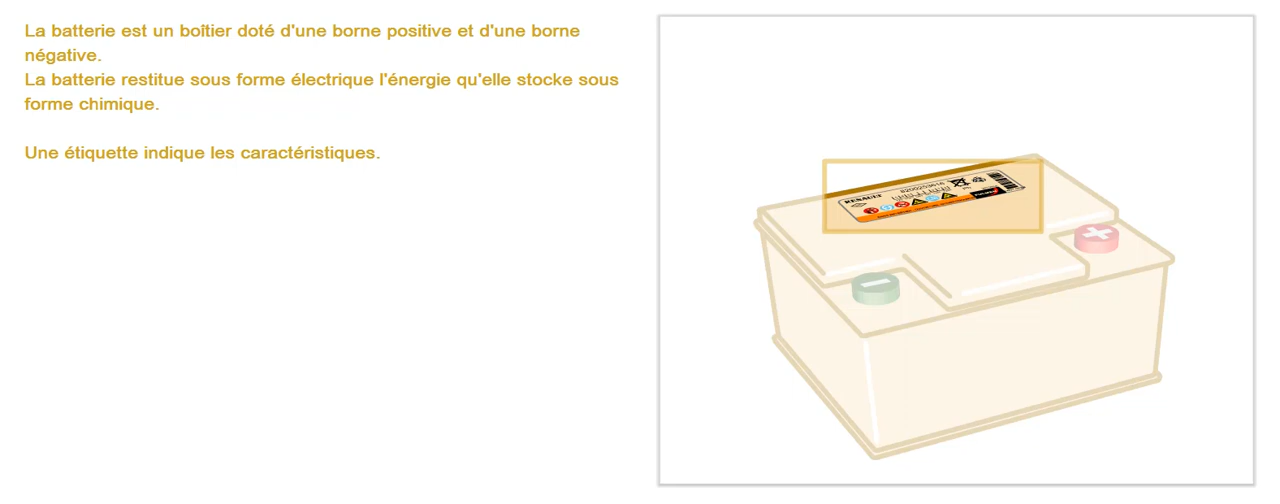 La batterie est un boîtier doté d'une borne positive et d'une borne
négative.
La batterie restitue sous forme électrique l'énergie qu'elle stocke sous
forme chimique.
Une étiquette indique les caractéristiques.
RENAULT